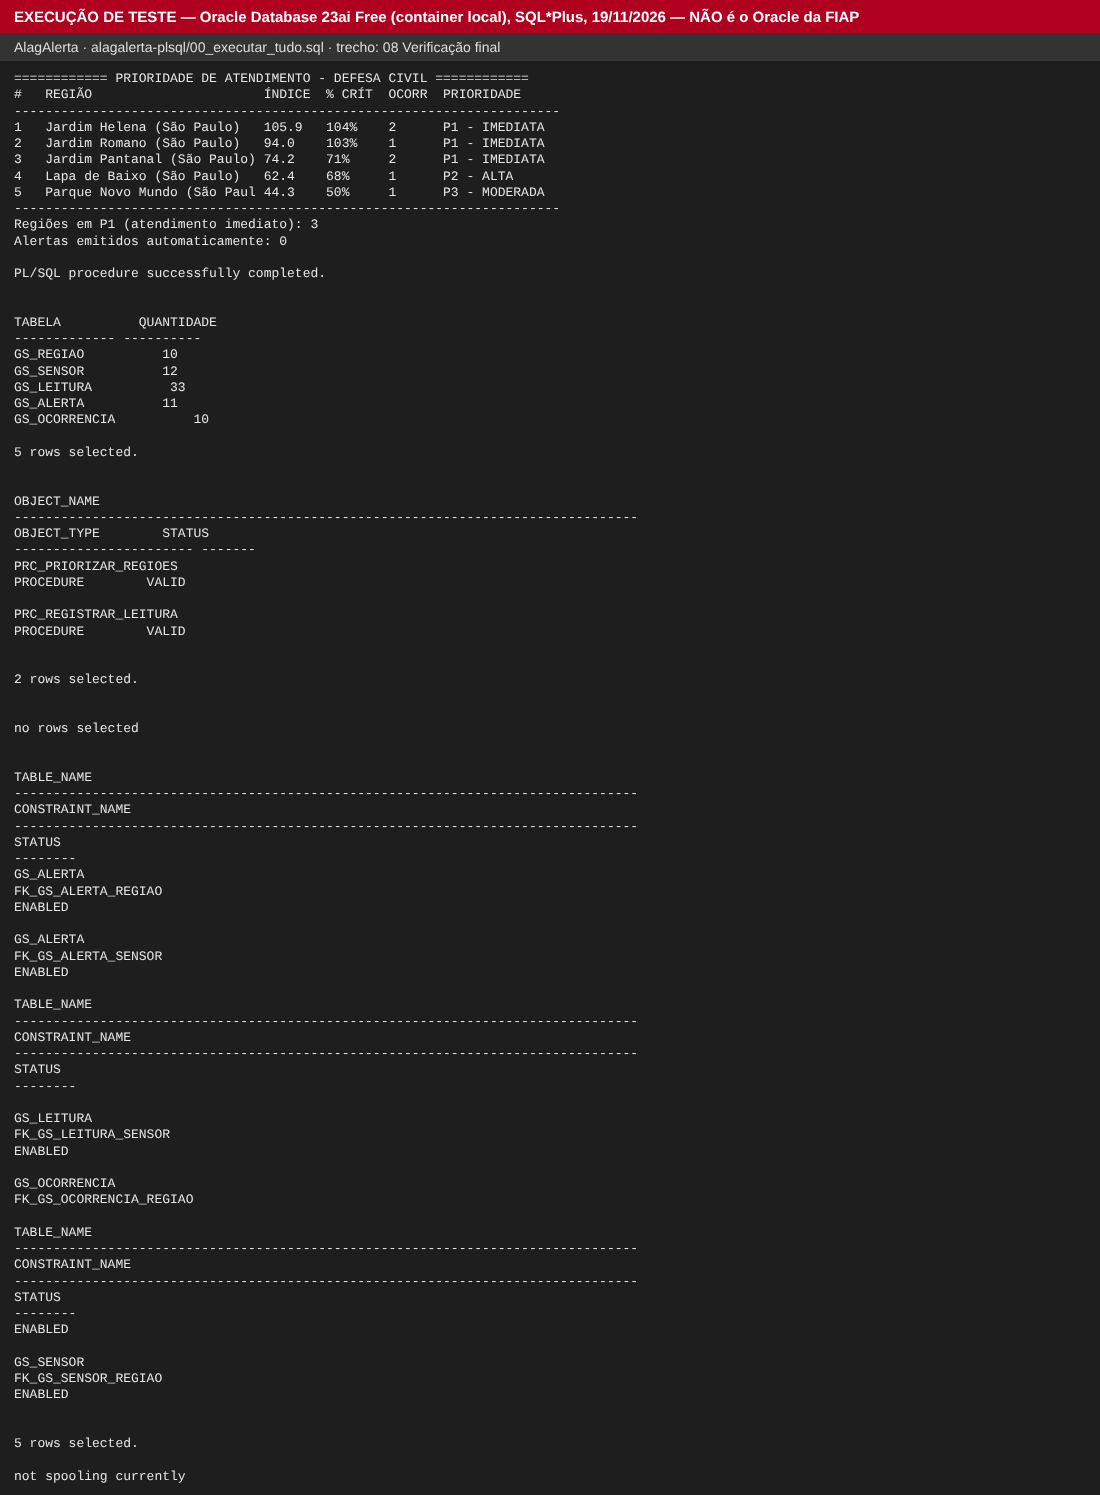 EXECUÇÃO DE TESTE — Oracle Database 23ai Free (container local), SQL*Plus, 19/11/2026 — NÃO é o Oracle da FIAP
AlagAlerta · alagalerta-plsql/00_executar_tudo.sql · trecho: 08 Verificação final
============ PRIORIDADE DE ATENDIMENTO - DEFESA CIVIL ============
#   REGIÃO                      ÍNDICE  % CRÍT  OCORR  PRIORIDADE
----------------------------------------------------------------------
1   Jardim Helena (São Paulo)   105.9   104%    2      P1 - IMEDIATA
2   Jardim Romano (São Paulo)   94.0    103%    1      P1 - IMEDIATA
3   Jardim Pantanal (São Paulo) 74.2    71%     2      P1 - IMEDIATA
4   Lapa de Baixo (São Paulo)   62.4    68%     1      P2 - ALTA
5   Parque Novo Mundo (São Paul 44.3    50%     1      P3 - MODERADA
----------------------------------------------------------------------
Regiões em P1 (atendimento imediato): 3
Alertas emitidos automaticamente: 0
PL/SQL procedure successfully completed.
TABELA          QUANTIDADE
------------- ----------
GS_REGIAO          10
GS_SENSOR          12
GS_LEITURA          33
GS_ALERTA          11
GS_OCORRENCIA          10
5 rows selected.
OBJECT_NAME
--------------------------------------------------------------------------------
OBJECT_TYPE        STATUS
----------------------- -------
PRC_PRIORIZAR_REGIOES
PROCEDURE        VALID
PRC_REGISTRAR_LEITURA
PROCEDURE        VALID
2 rows selected.
no rows selected
TABLE_NAME
--------------------------------------------------------------------------------
CONSTRAINT_NAME
--------------------------------------------------------------------------------
STATUS
--------
GS_ALERTA
FK_GS_ALERTA_REGIAO
ENABLED
GS_ALERTA
FK_GS_ALERTA_SENSOR
ENABLED
TABLE_NAME
--------------------------------------------------------------------------------
CONSTRAINT_NAME
--------------------------------------------------------------------------------
STATUS
--------
GS_LEITURA
FK_GS_LEITURA_SENSOR
ENABLED
GS_OCORRENCIA
FK_GS_OCORRENCIA_REGIAO
TABLE_NAME
--------------------------------------------------------------------------------
CONSTRAINT_NAME
--------------------------------------------------------------------------------
STATUS
--------
ENABLED
GS_SENSOR
FK_GS_SENSOR_REGIAO
ENABLED
5 rows selected.
not spooling currently